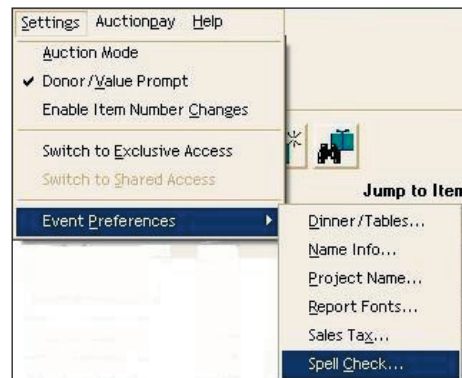 Settings Auctionpay Help
Auction Mode
✔ Donor/Value Prompt
Enable Item Number Changes
Switch to Exclusive Access
Switch to Shared Access
Jump to Item
Event Preferences
Dinner/Tables...
Name Info...
Project Name...
Report Fonts...
Sales Tax...
Spell Check...